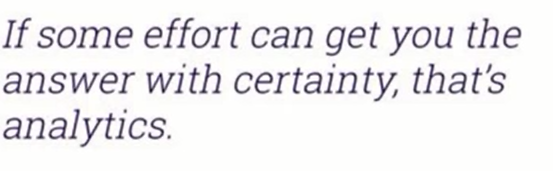 If some effort can get you the
answer with certainty, that's
analytics.